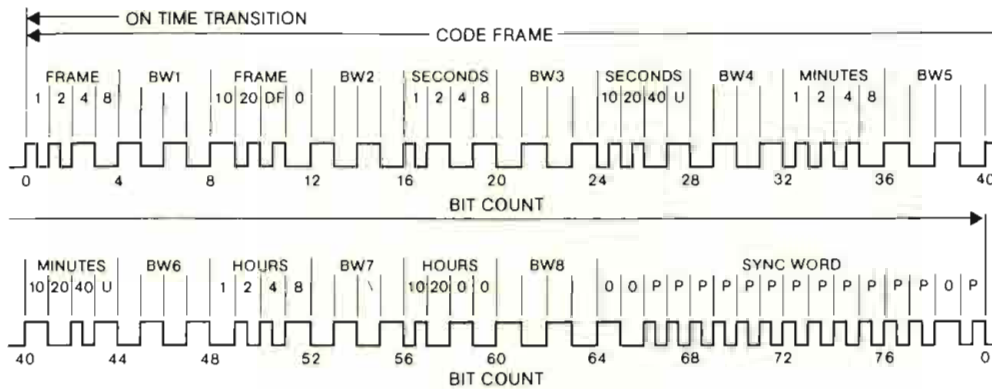 ON TIME TRANSITION
CODE FRAME
FRAME BW1 FRAME BW2 SECONDS BW3 SECONDS BW4 MINUTES BW5
1 2 4 8 10 20 DF 0 1 2 4 8 10 20 40 U 1 2 4 8
0 4 8 12 16 20 24 28 32 36 40
BIT COUNT
MINUTES BW6 HOURS BW7 HOURS BW8 SYNC WORD
10 20 40 U 1 2 4 8 10 20 0 0 0 0 P P P P P P P P P P P P 0 P
40 44 48 52 56 60 64 68 72 76 0
BIT COUNT